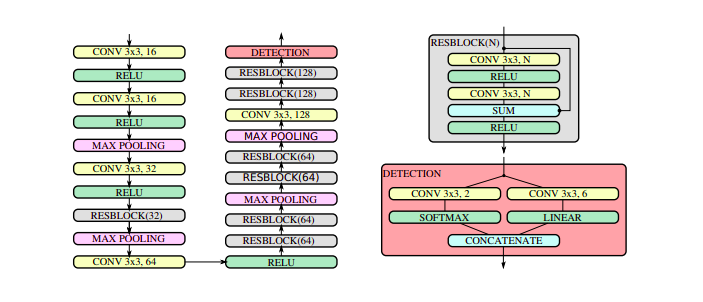 CONV 3x3, 16
RELU
CONV 3x3, 16
RELU
MAX POOLING
CONV 3x3, 32
RELU
RESBLOCK(32)
MAX POOLING
CONV 3x3, 64
DETECTION
RESBLOCK(128)
RESBLOCK(128)
CONV 3x3, 128
MAX POOLING
RESBLOCK(64)
RESBLOCK(64)
MAX POOLING
RESBLOCK(64)
RESBLOCK(64)
RELU
RESBLOCK(N)
CONV 3x3, N
RELU
CONV 3x3, N
SUM
RELU
DETECTION
CONV 3x3, 2
CONV 3x3, 6
SOFTMAX
LINEAR
CONCATENATE